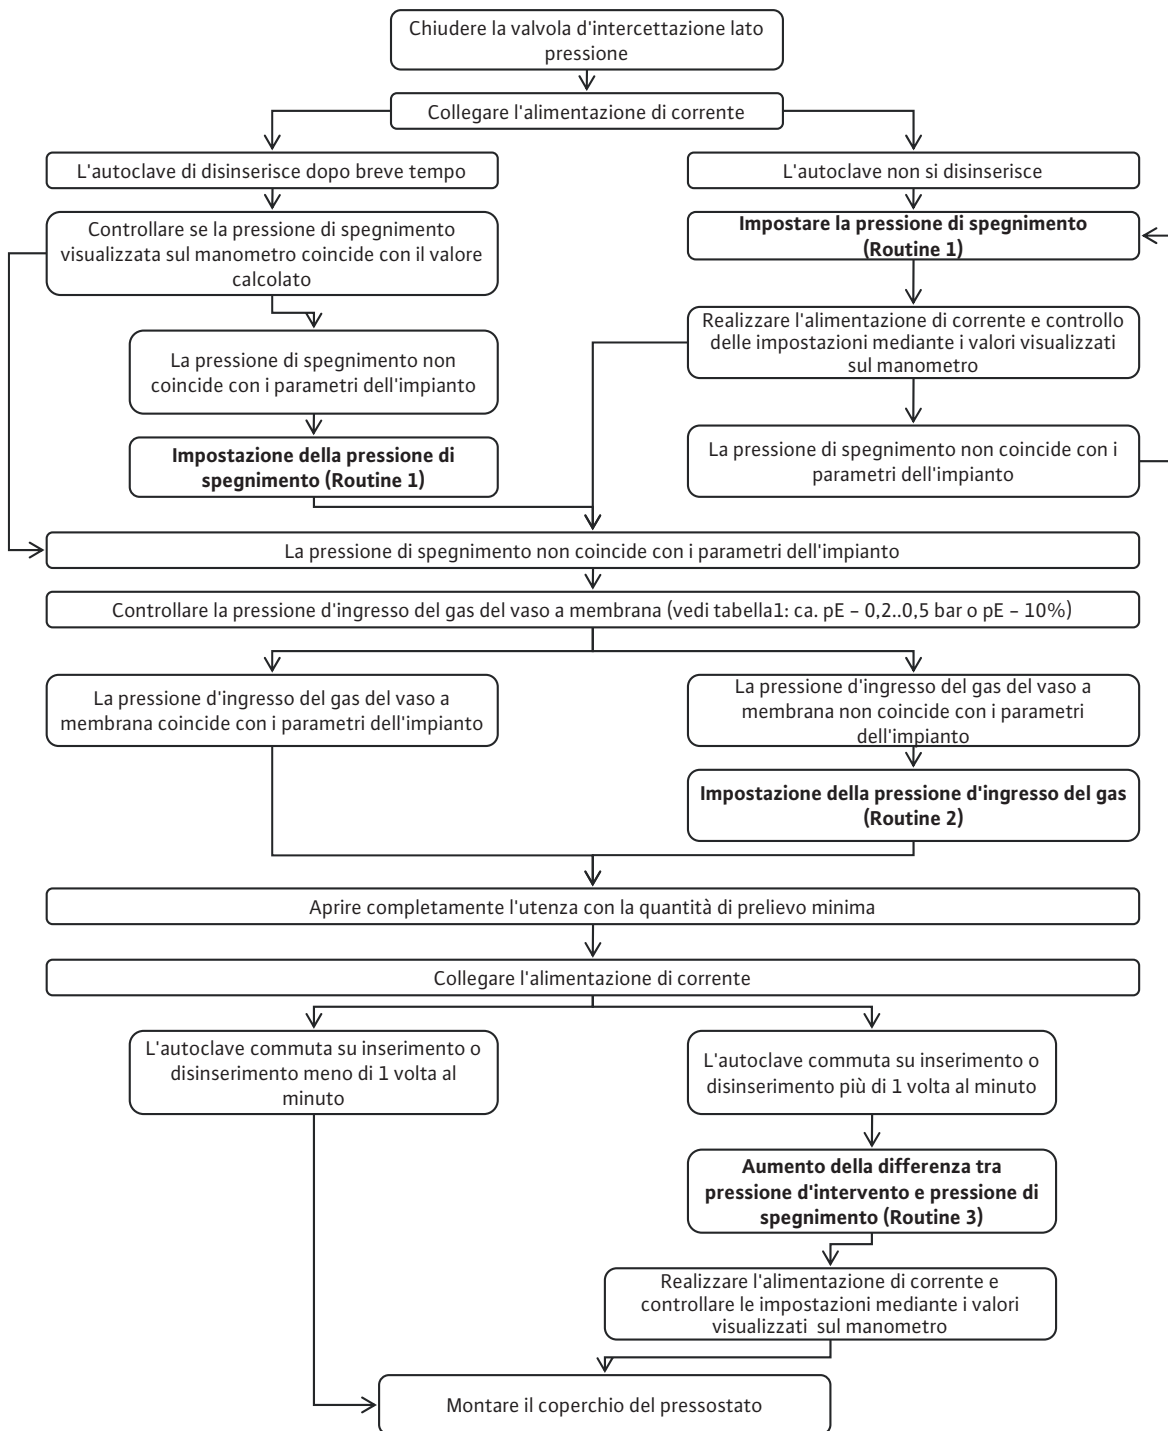 Chiudere la valvola d'intercettazione lato
pressione
Collegare l'alimentazione di corrente
L'autoclave di disinserisce dopo breve tempo
L'autoclave non si disinserisce
Controllare se la pressione di spegnimento
visualizzata sul manometro coincide con il valore
calcolato
Impostare la pressione di spegnimento
(Routine 1)
La pressione di spegnimento non
coincide con i parametri dell'impianto
Realizzare l'alimentazione di corrente e controllo
delle impostazioni mediante i valori visualizzati
sul manometro
Impostazione della pressione di
spegnimento (Routine 1)
La pressione di spegnimento non coincide con i
parametri dell'impianto
La pressione di spegnimento non coincide con i parametri dell'impianto
Controllare la pressione d'ingresso del gas del vaso a membrana (vedi tabella1: ca. pE – 0,2..0,5 bar o pE – 10%)
La pressione d'ingresso del gas del vaso a
membrana coincide con i parametri dell'impianto
La pressione d'ingresso del gas del vaso a
membrana non coincide con i parametri
dell'impianto
Impostazione della pressione d'ingresso del gas
(Routine 2)
Aprire completamente l'utenza con la quantità di prelievo minima
Collegare l'alimentazione di corrente
L'autoclave commuta su inserimento o
disinserimento meno di 1 volta al
minuto
L'autoclave commuta su inserimento o
disinserimento più di 1 volta al minuto
Aumento della differenza tra
pressione d'intervento e pressione di
spegnimento (Routine 3)
Realizzare l'alimentazione di corrente e
controllare le impostazioni mediante i valori
visualizzati sul manometro
Montare il coperchio del pressostato